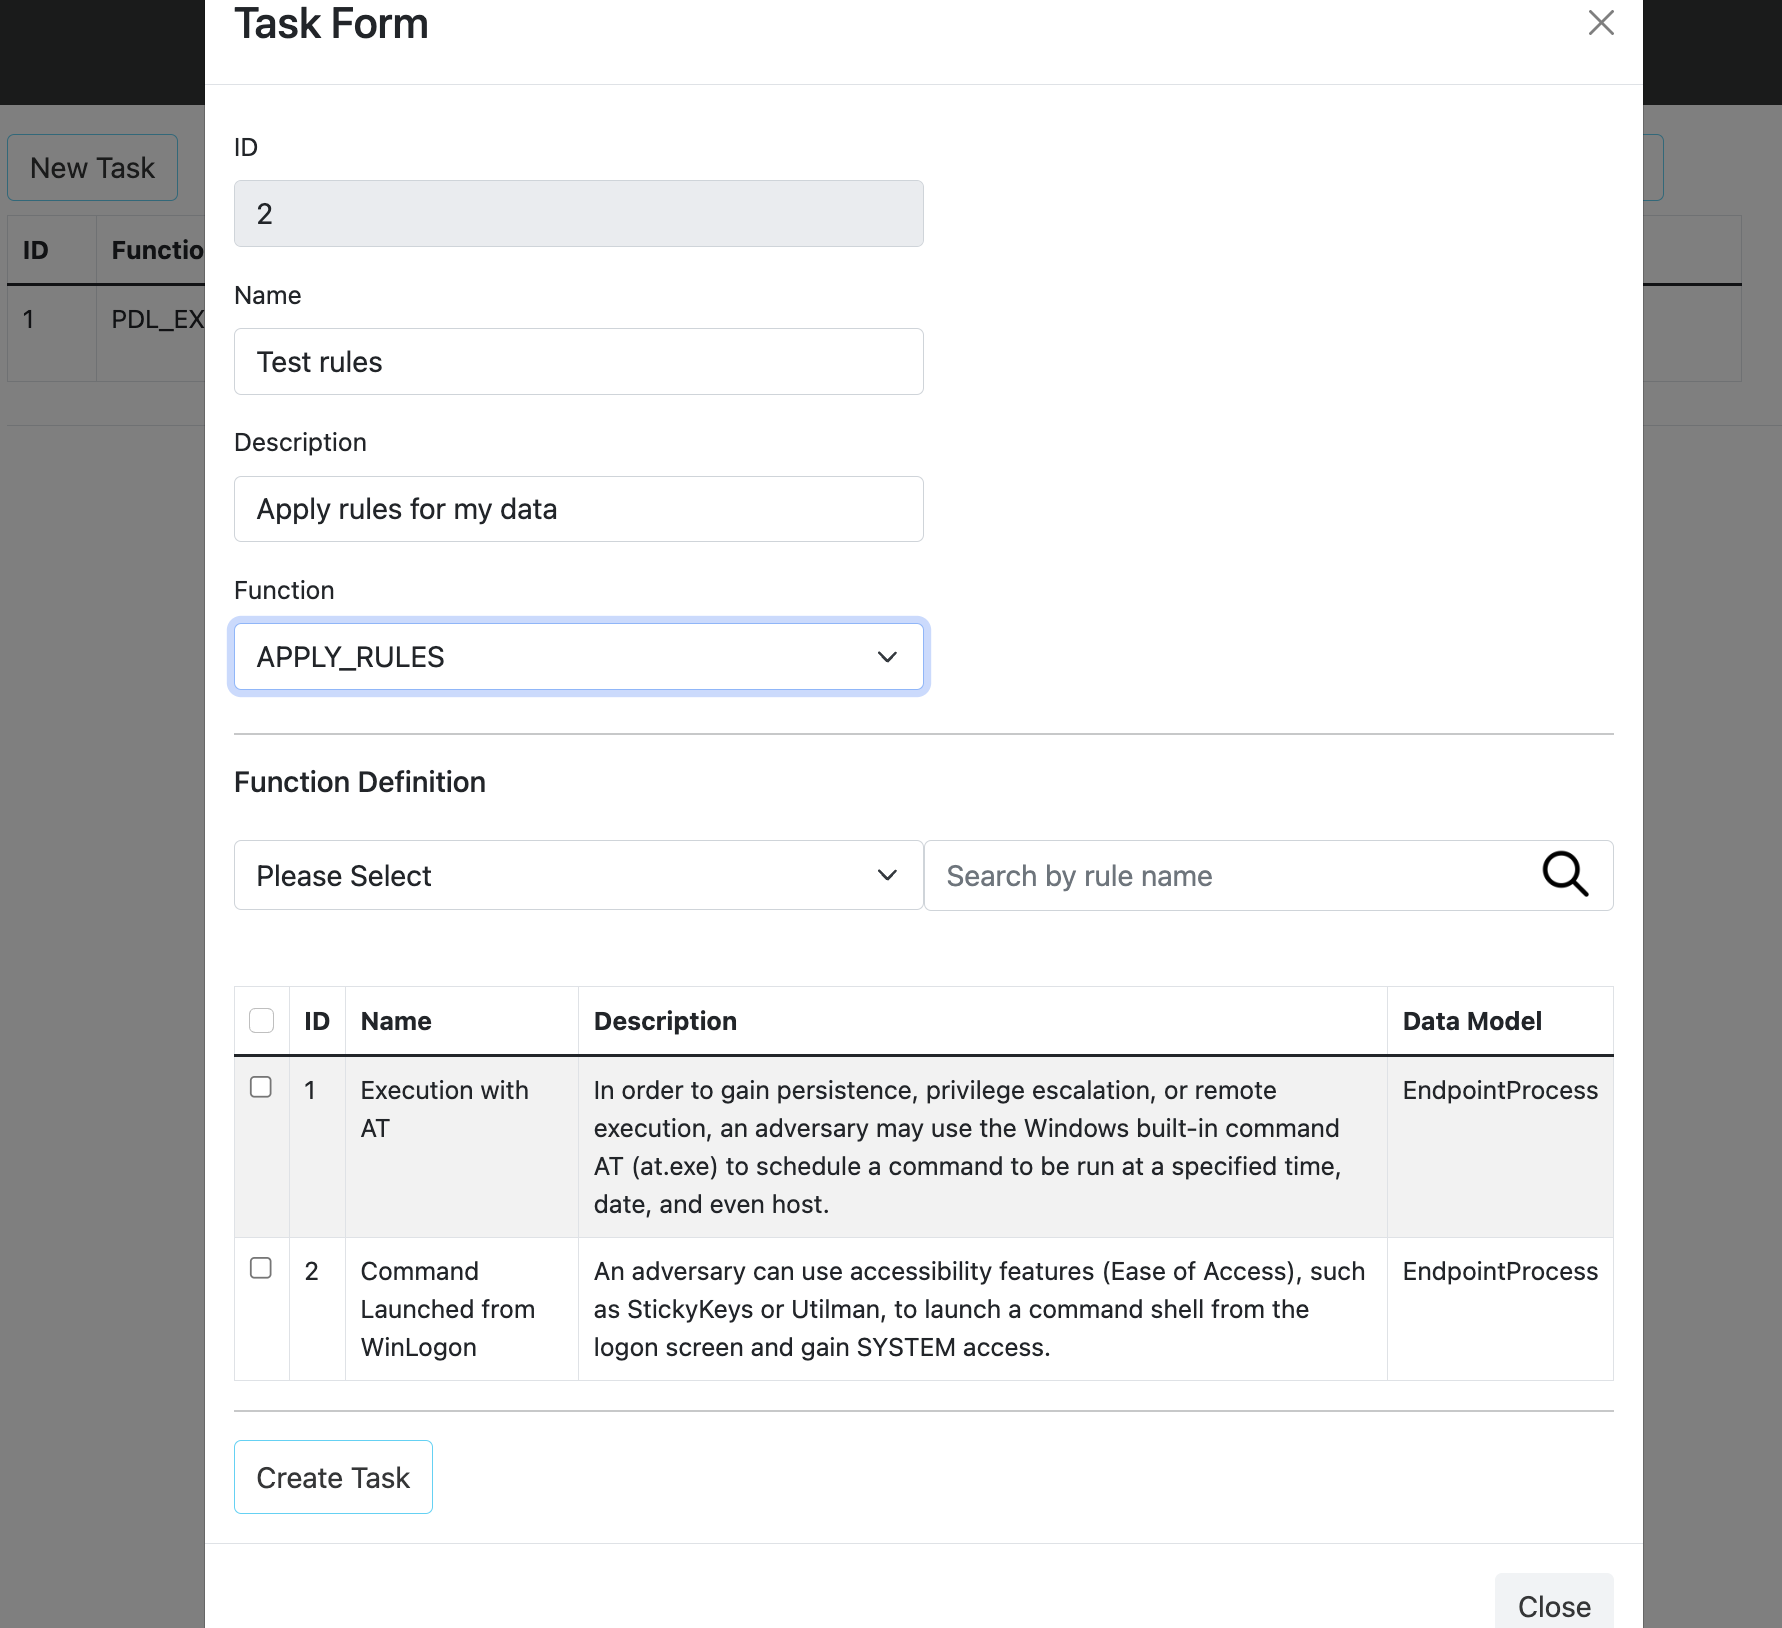 Task Form
New Task
ID Functio
1 PDL_EX
ID
2
Name
Test rules
Description
Apply rules for my data
Function
APPLY_RULES
Function Definition
Please Select
Search by rule name
ID Name Description Data Model
1 Execution with In order to gain persistence, privilege escalation, or remote EndpointProcess
AT execution, an adversary may use the Windows built-in command
AT (at.exe) to schedule a command to be run at a specified time,
date, and even host.
2 Command An adversary can use accessibility features (Ease of Access), such EndpointProcess
Launched from as StickyKeys or Utilman, to launch a command shell from the
WinLogon logon screen and gain SYSTEM access.
Create Task
Close